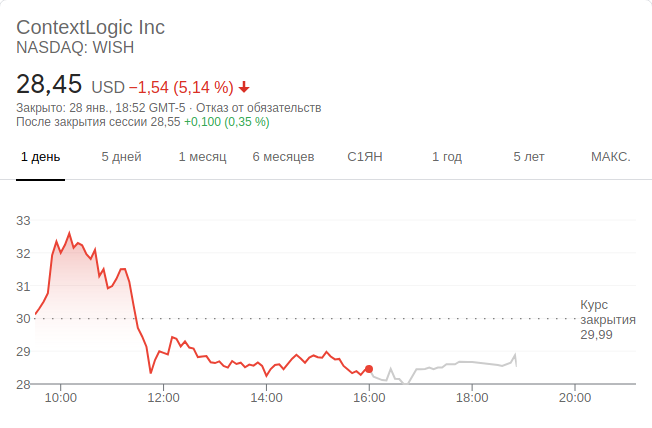 ContextLogic Inc
NASDAQ: WISH
28,45 USD −1,54 (5,14 %)
Закрыто: 28 янв., 18:52 GMT-5 · Отказ от обязательств
После закрытия сессии 28,55 +0,100 (0,35 %)
1 день 5 дней 1 месяц 6 месяцев С1ЯН 1 год 5 лет МАКС.
33
32
31
30
29
28
Курс
закрытия
29,99
10:00 12:00 14:00 16:00 18:00 20:00